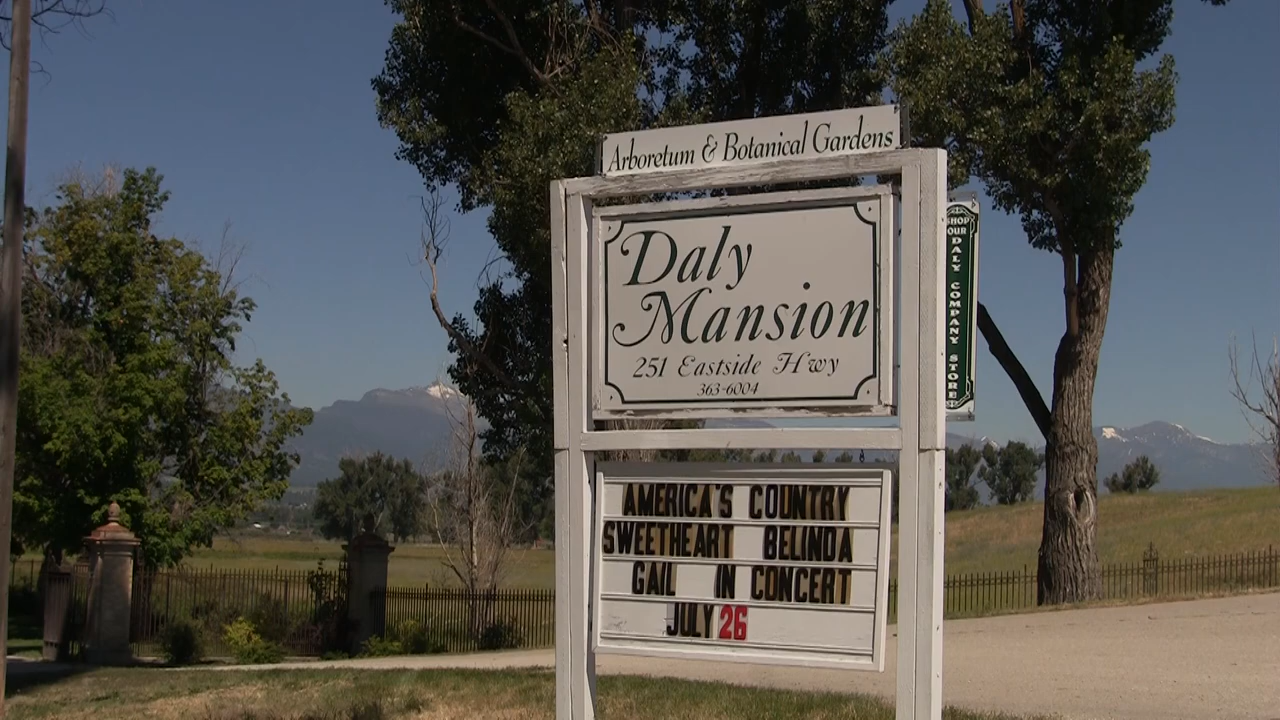 Arboretum & Botanical Gardens
Daly
Mansion
251 Eastside Hwy
363-6004
SHOP
OUR
DALY COMPANY STORE
AMERICA'S COUNTRY
SWEETHEART BELINDA
GAIL IN CONCERT
JULY 26